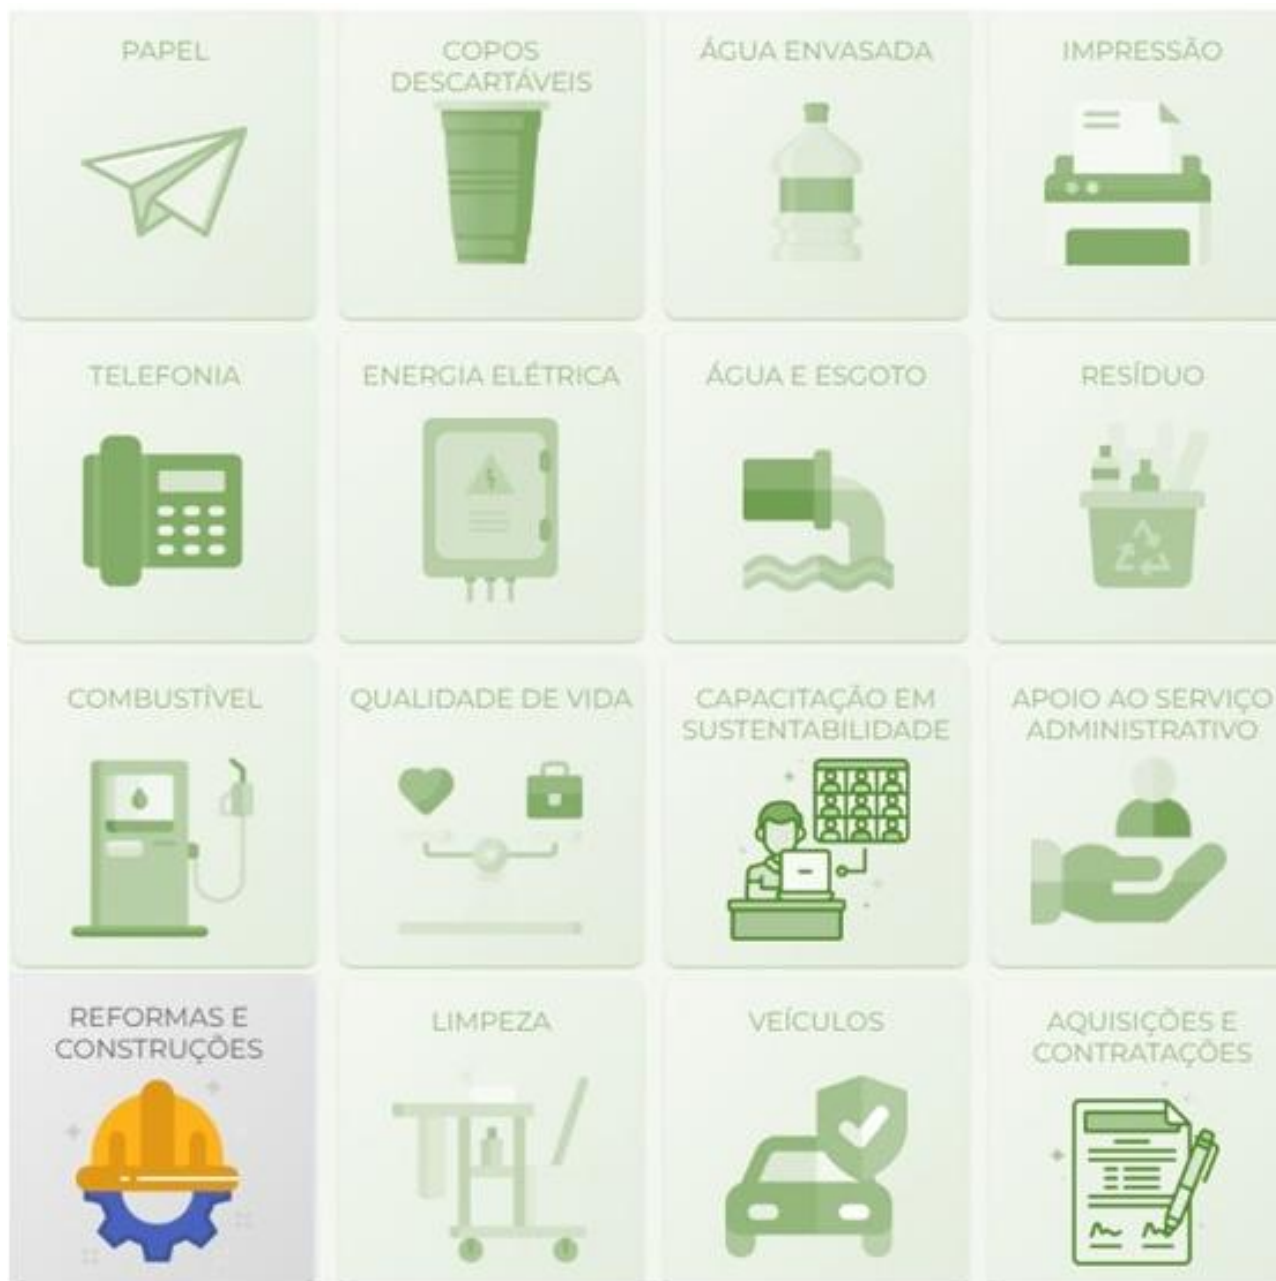 PAPEL
COPOS
DESCARTÁVEIS
ÁGUA ENVASADA
IMPRESSÃO
TELEFONIA
ENERGIA ELÉTRICA
ÁGUA E ESGOTO
RESÍDUO
COMBUSTÍVEL
QUALIDADE DE VIDA
CAPACITAÇÃO EM
SUSTENTABILIDADE
APOIO AO SERVIÇO
ADMINISTRATIVO
REFORMAS E
CONSTRUÇÕES
LIMPEZA
VEÍCULOS
AQUISIÇÕES E
CONTRATAÇÕES